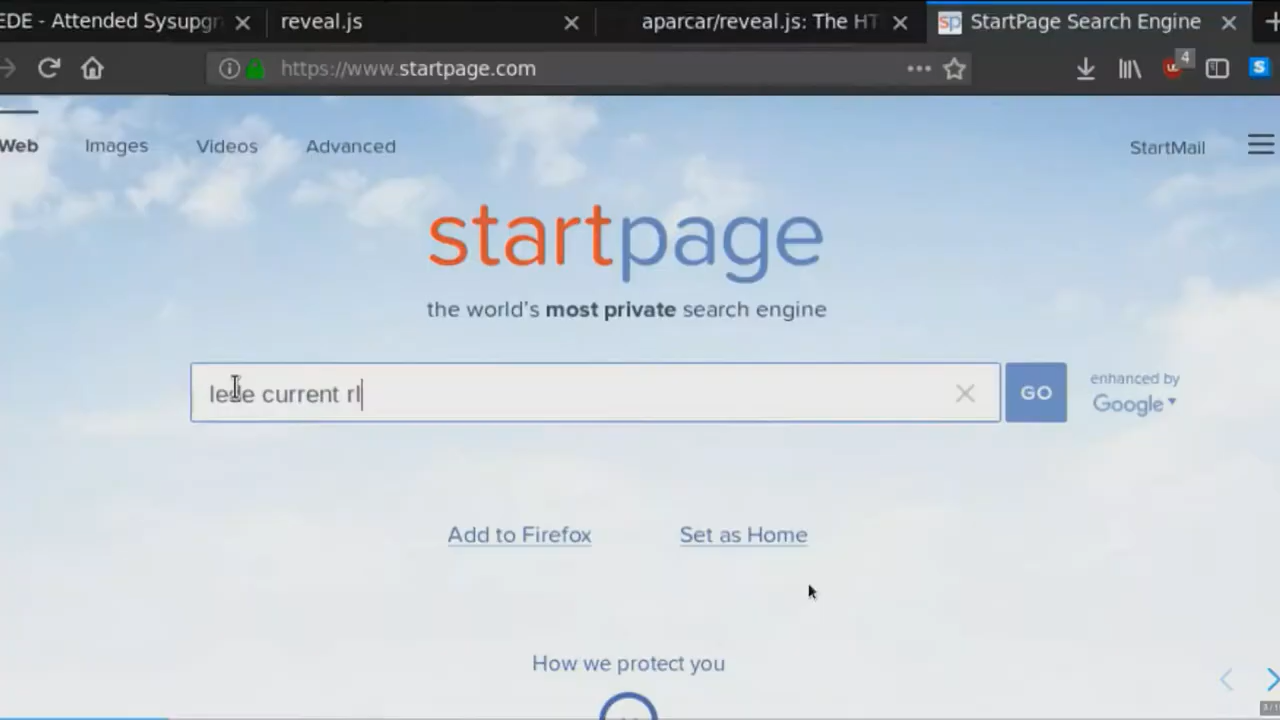 EDE - Attended Sysupgr
reveal.js
aparcar/reveal.js: The HT
sp StartPage Search Engine
https://www.startpage.com
4
S
Web
Images
Videos
Advanced
StartMail
startpage
the world's most private search engine
lede current rl
GO
enhanced by
Google
Add to Firefox
Set as Home
How we protect you